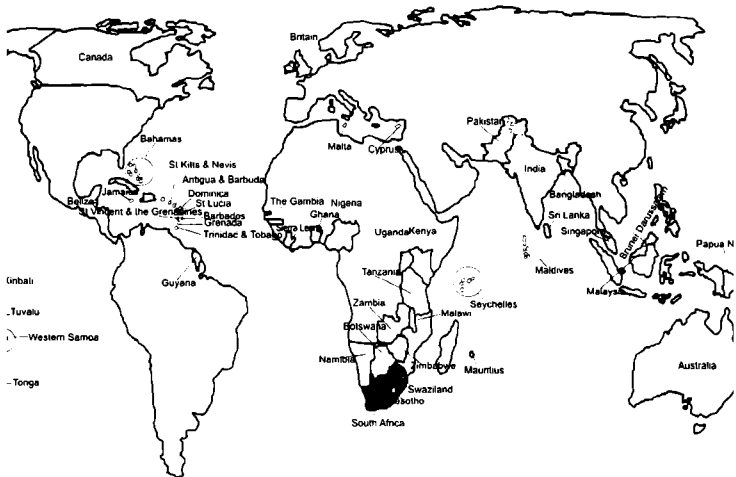 Britain
Canada
Pakistan
Bahamas
Malta
Cyprus
India
St Kitts & Nevis
Antigua & Barbuda
Jamaica
Dominica
Belize
St Lucia
The Gambia
Nigeria
Bangladesh
St Vincent & the Grenadines
Barbados
Ghana
Sri Lanka
Grenada
Sierra Leone
Uganda
Kenya
Singapore
Brunei Darussalam
Trinidad & Tobago
Papua N
Tanzania
Maldives
Kiribati
Guyana
Seychelles
Malaysia
Tuvalu
Zambia
Malawi
Botswana
Western Samoa
Namibia
Zimbabwe
Mauritius
Australia
Tonga
Swaziland
Lesotho
South Africa